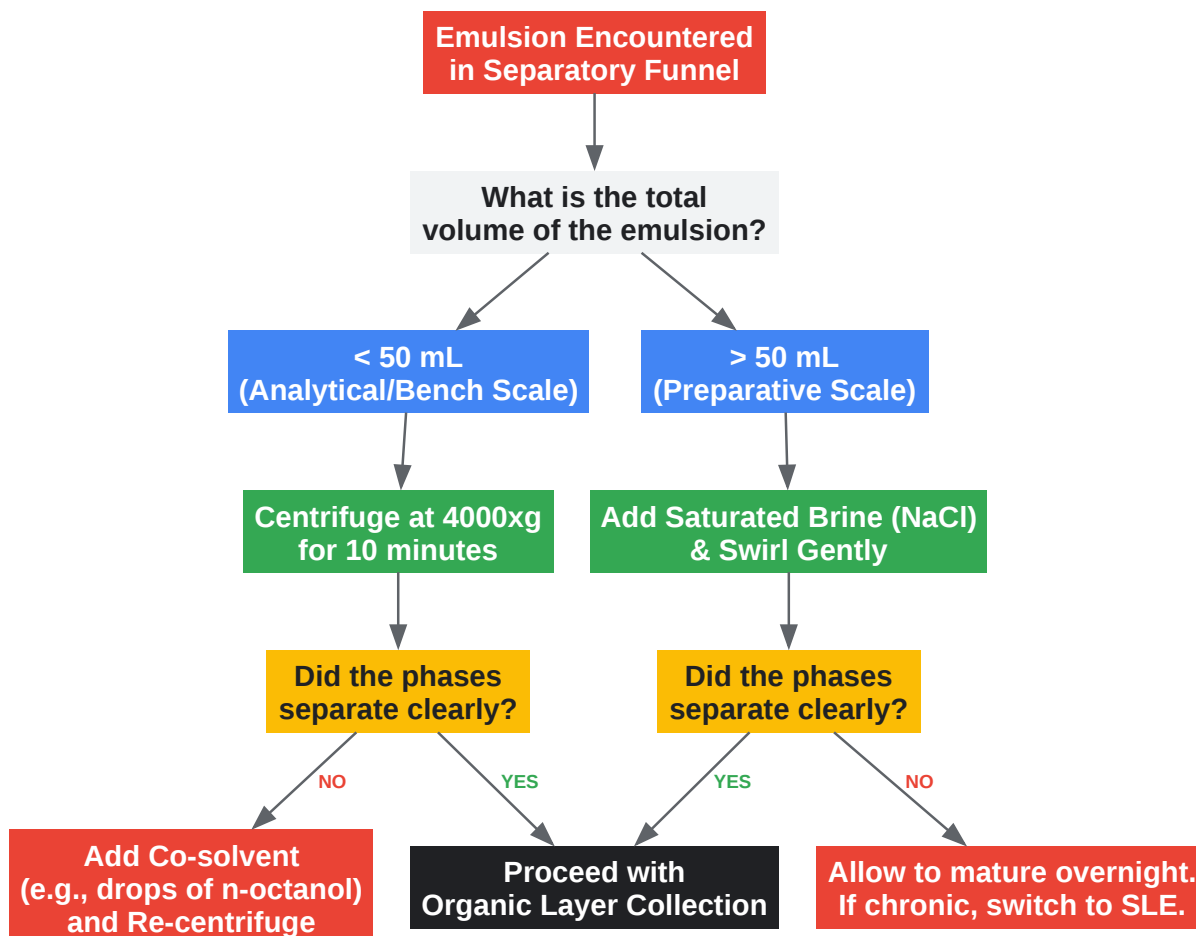 Emulsion Encountered
in Separatory Funnel
What is the total
volume of the emulsion?
< 50 mL
(Analytical/Bench Scale)
> 50 mL
(Preparative Scale)
Centrifuge at 4000xg
for 10 minutes
Add Saturated Brine (NaCl)
& Swirl Gently
Did the phases
separate clearly?
Did the phases
separate clearly?
NO
YES
YES
NO
Add Co-solvent
(e.g., drops of n-octanol)
and Re-centrifuge
Proceed with
Organic Layer Collection
Allow to mature overnight.
If chronic, switch to SLE.